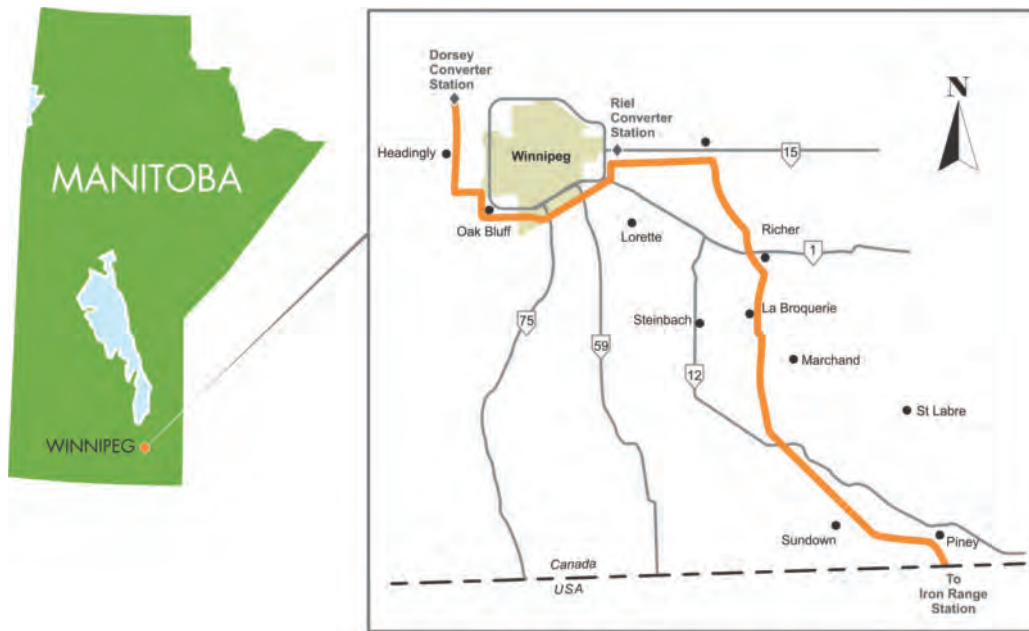 MANITOBA
WINNIPEG
Dorsey
Converter
Station
Riel
Converter
Station
N
Headingly
Winnipeg
15
Oak Bluff
Lorette
Richer
1
La Broquerie
75
Steinbach
59
Marchand
12
St Labre
Sundown
Piney
Canada
USA
To
Iron Range
Station